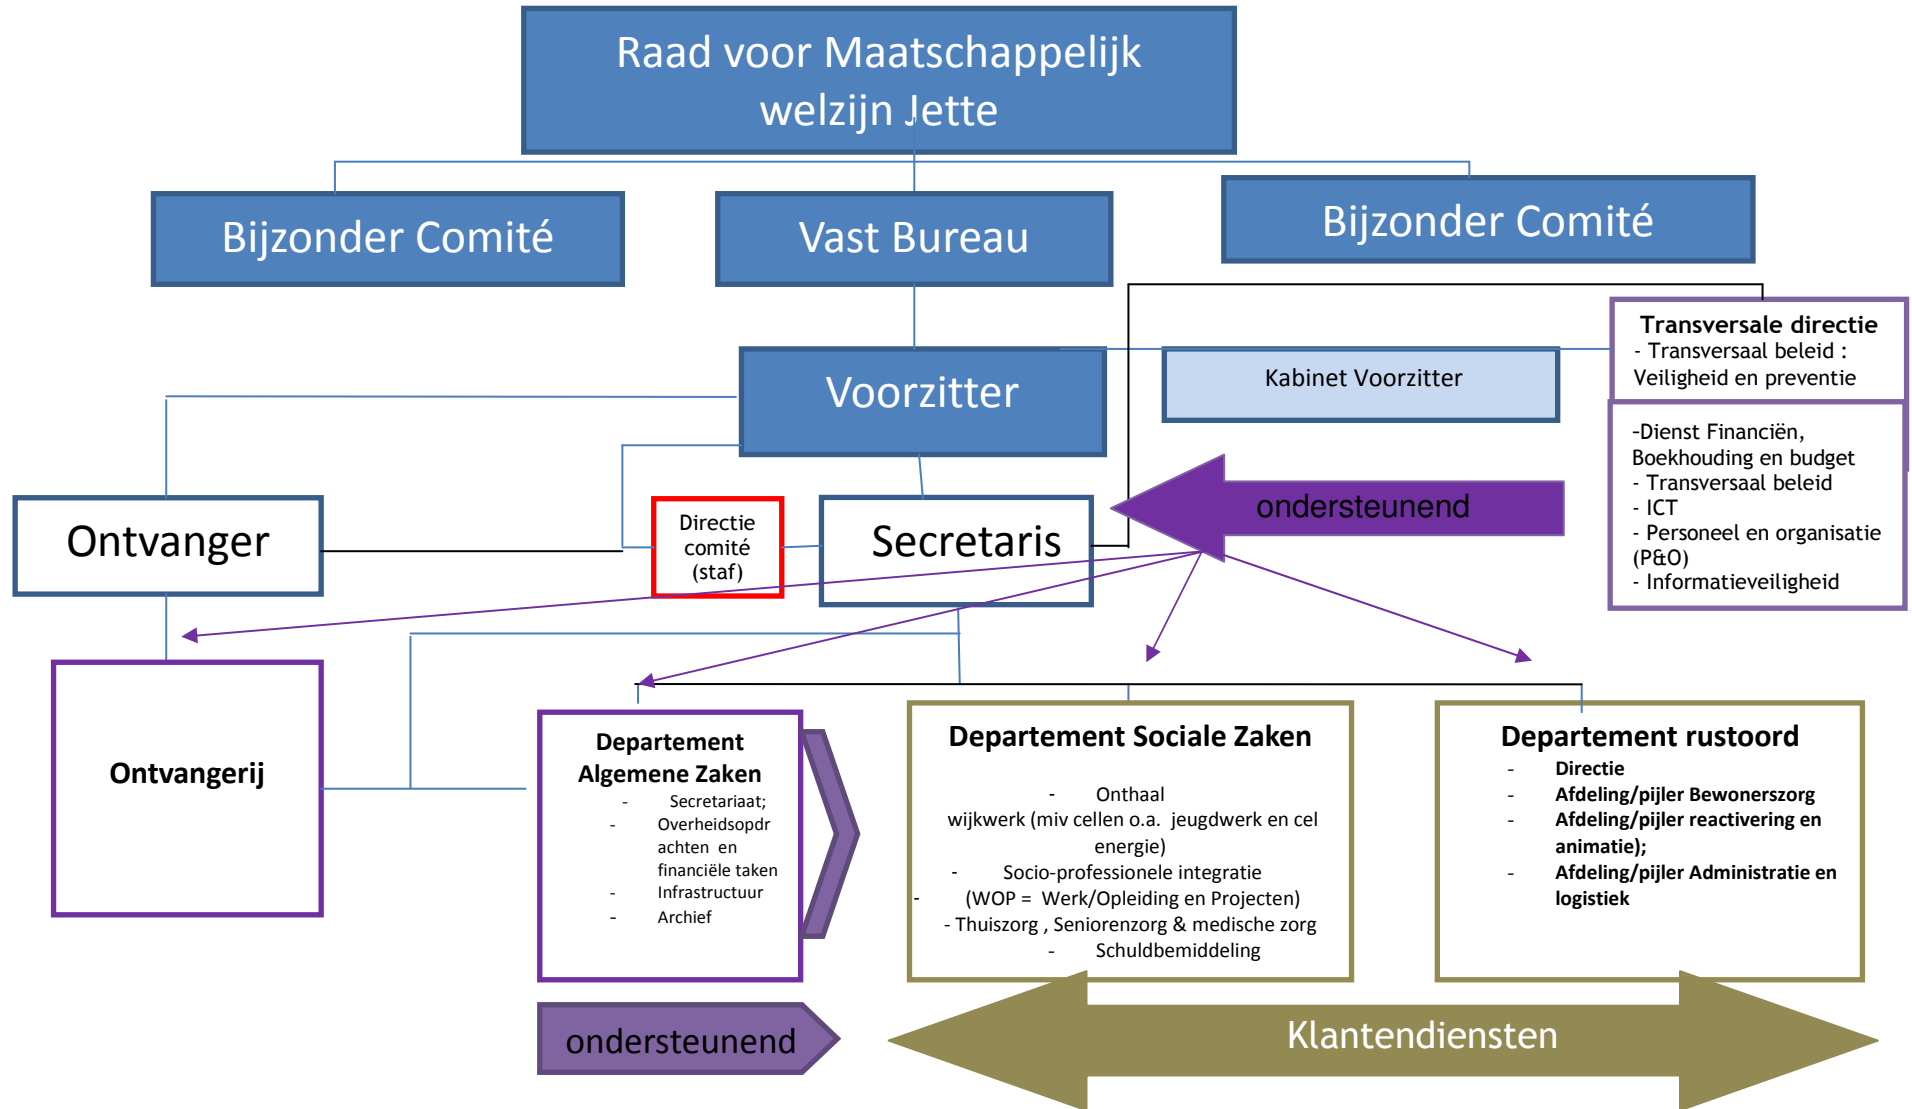 Raad voor Maatschappelijk
welzijn Jette
Bijzonder Comité
Vast Bureau
Bijzonder Comité
Transversale directie
- Transversaal beleid :
Veiligheid en preventie
Voorzitter
Kabinet Voorzitter
-Dienst Financiën,
Boekhouding en budget
- Transversaal beleid
- ICT
- Personeel en organisatie
(P&O)
- Informatieveiligheid
ondersteunend
Ontvanger
Directie
comité
(staf)
Secretaris
Ontvangerij
Departement
Algemene Zaken
- Secretariaat;
- Overheidsopdr
achten en
financiële taken
- Infrastructuur
- Archief
Departement Sociale Zaken
- Onthaal
wijkwerk (miv cellen o.a. jeugdwerk en cel
energie)
- Socio-professionele integratie
- (WOP = Werk/Opleiding en Projecten)
- Thuiszorg , Seniorenzorg & medische zorg
- Schuldbemiddeling
Departement rustoord
- Directie
- Afdeling/pijler Bewonerszorg
- Afdeling/pijler reactivering en
animatie);
- Afdeling/pijler Administratie en
logistiek
ondersteunend
Klantendiensten